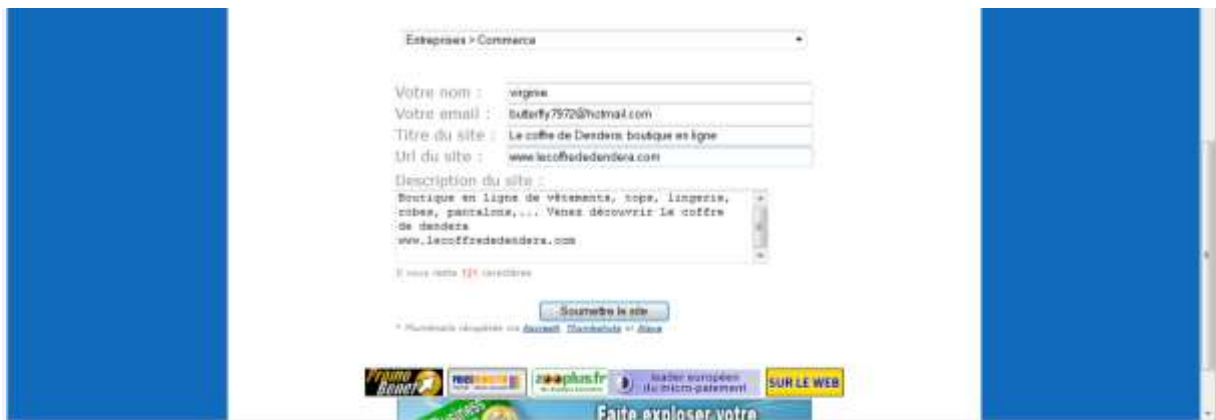 Entreprises > Commerce
Votre nom : virginie
Votre email : butterfly7972@hotmail.com
Titre du site : Le coffre de Dendera: boutique en ligne
Url du site : www.lecoffrededendera.com
Description du site :
Boutique en ligne de vêtements, tops, lingerie,
robes, pantalons,... Venez découvrir Le coffre
de dendera
www.lecoffrededendera.com
Il vous reste 121 caractères
Soumettre le site
Promo
Benef
zooplus.fr
leader européen
du micro-paiement
SUR LE WEB
Faite exploser votre